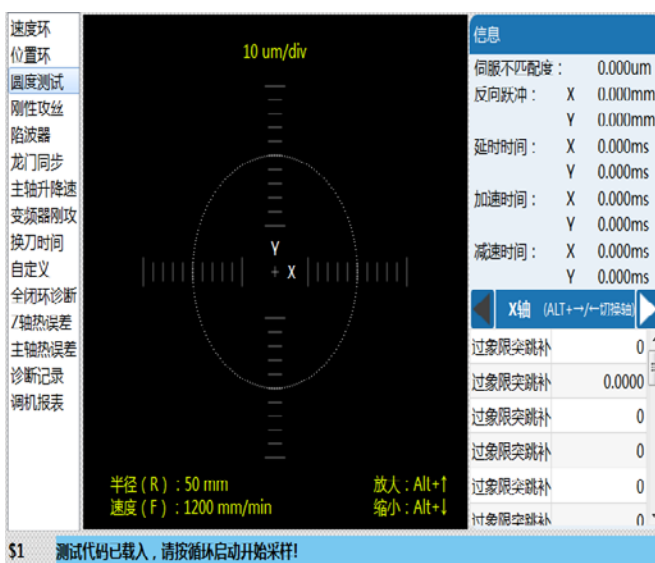 速度环
位置环
圆度测试
刚性攻丝
陷波器
龙门同步
主轴升降速
变频器刚攻
换刀时间
自定义
全闭环诊断
Z轴热误差
主轴热误差
诊断记录
调机报表
10 um/div
Y
X
半径(R):50 mm
速度(F):1200 mm/min
放大:Alt+↑
缩小:Alt+↓
信息
伺服不匹配度: 0.000um
反向跃冲: X 0.000mm
Y 0.000mm
延时时间: X 0.000ms
Y 0.000ms
加速时间: X 0.000ms
Y 0.000ms
减速时间: X 0.000ms
Y 0.000ms
X轴 (ALT+→/←切换轴)
过象限突跳补 0
过象限突跳补 0.0000
过象限突跳补 0
过象限突跳补 0
过象限突跳补 0
过象限突跳补 0
$1 测试代码已载入,请按循环启动开始采样!